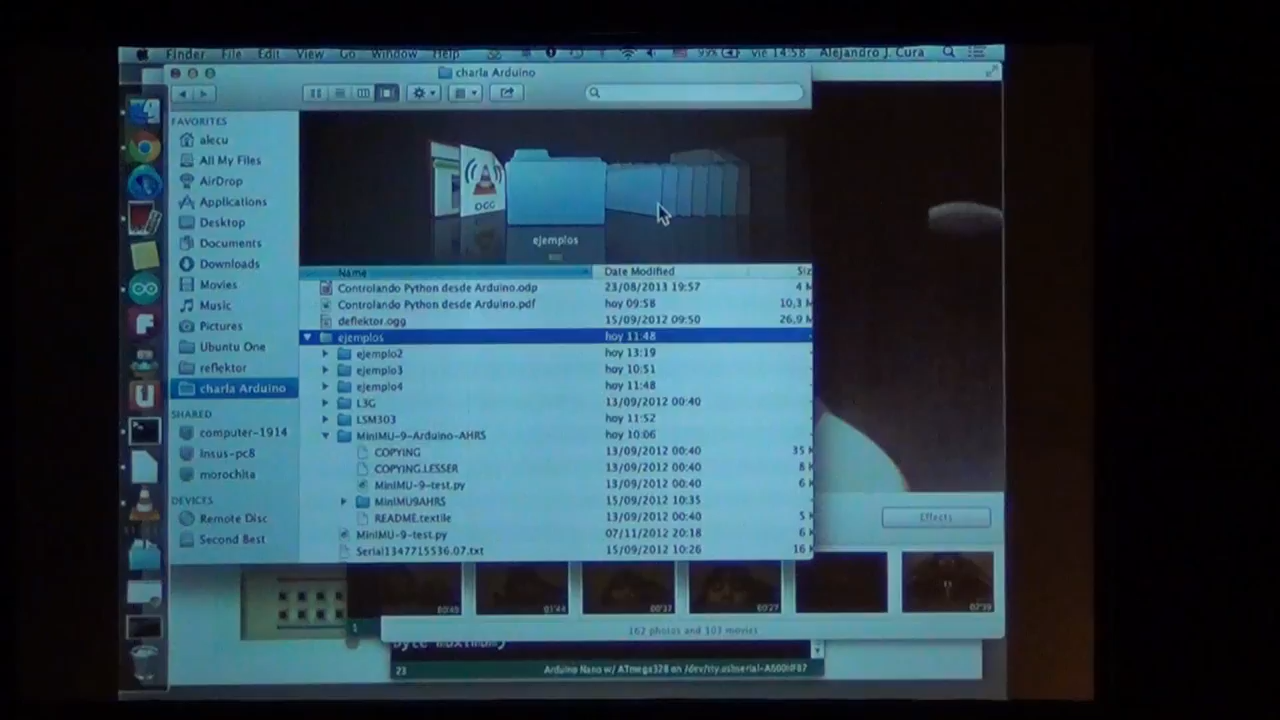 Finder File Edit View Go Window Help 99% vie 14:58 Alejandro J. Cura
charla Arduino
FAVORITES
alecu
All My Files
AirDrop
Applications
Desktop
Documents
Downloads
Movies
Music
Pictures
Ubuntu One
reflektor
charla Arduino
SHARED
computer-1914
insus-pc8
morochita
DEVICES
Remote Disc
Second Best
OGG
ejemplos
Name Date Modified Siz
Controlando Python desde Arduino.odp 23/08/2013 19:57 4 M
Controlando Python desde Arduino.pdf hoy 09:58 10,3 M
deflektor.ogg 15/09/2012 09:50 26,9 M
ejemplos hoy 11:48
ejemplo2 hoy 13:19
ejemplo3 hoy 10:51
ejemplo4 hoy 11:48
L3G 13/09/2012 00:40
LSM303 hoy 11:52
MinIMU-9-Arduino-AHRS hoy 10:06
COPYING 13/09/2012 00:40 35 K
COPYING.LESSER 13/09/2012 00:40 8 K
MinIMU-9-test.py 13/09/2012 00:40 6 K
MinIMU9AHRS 15/09/2012 10:35
README.textile 13/09/2012 00:40 5 K
MinIMU-9-test.py 07/11/2012 20:18 6 K
Serial1347715536.07.txt 15/09/2012 10:26 16 K
Effects
162 photos and 103 movies
byte maximum)
23 Arduino Nano w/ ATmega328 on